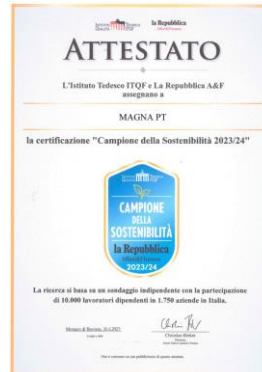 la Repubblica
ATTESTATO
L'Istituto Tedesco ITQF e La Repubblica A&F
assegnano a
MAGNA PT
la certificazione "Campione della Sostenibilità 2023/24"
CAMPIONE
DELLA
SOSTENIBILITÀ
la Repubblica
2023/24
La ricerca si basa su un sondaggio indipendente con la partecipazione
di 10.000 lavoratori dipendenti in 1.750 aziende in Italia.
Christian Bieker